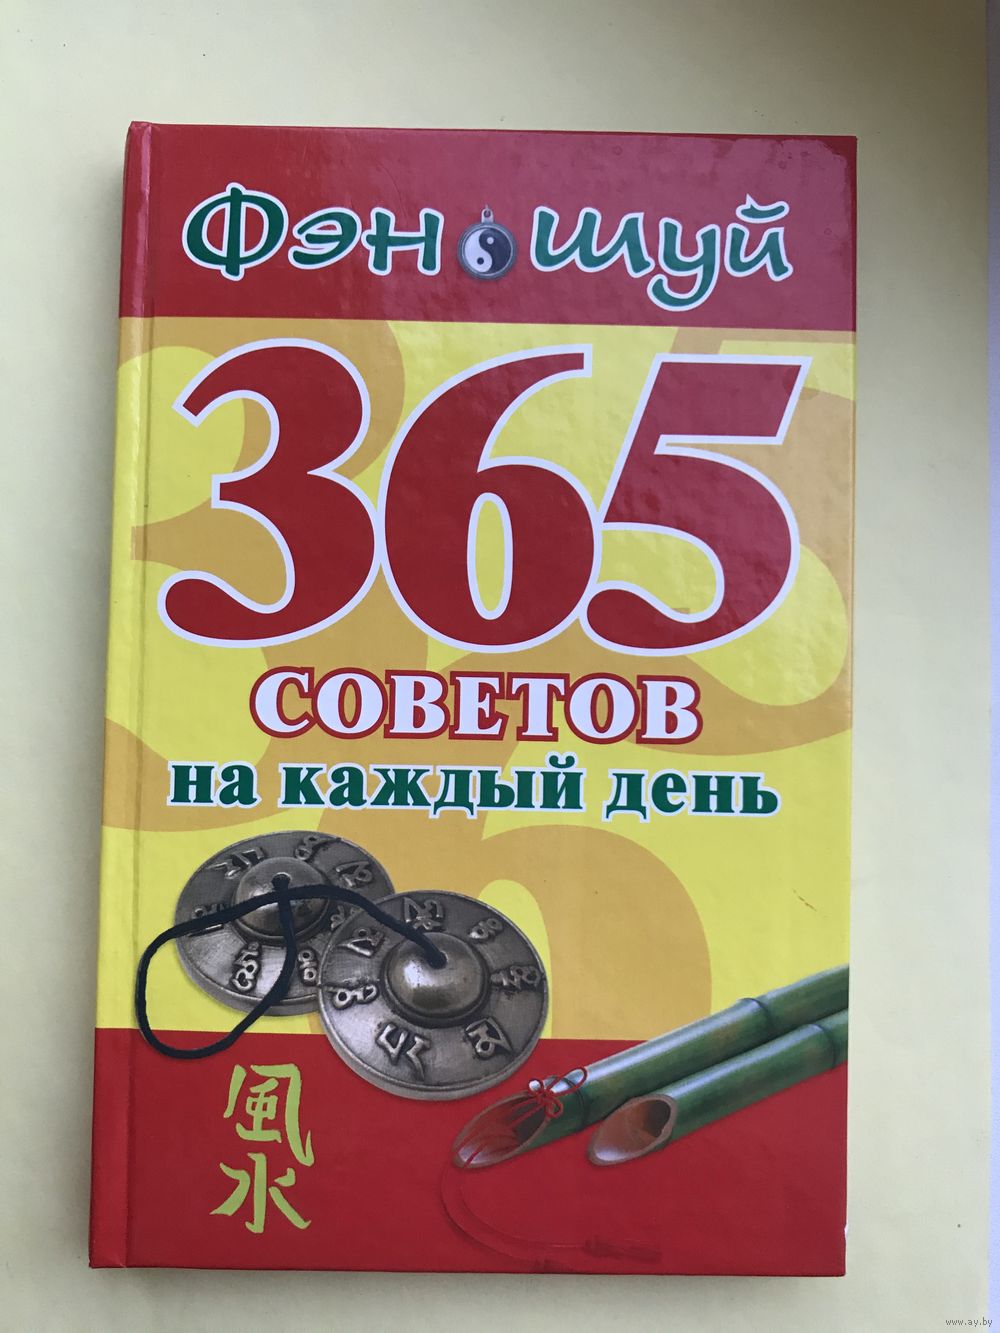 Фэн шуй
365
советов
на каждый день
風
水
www.ay.by